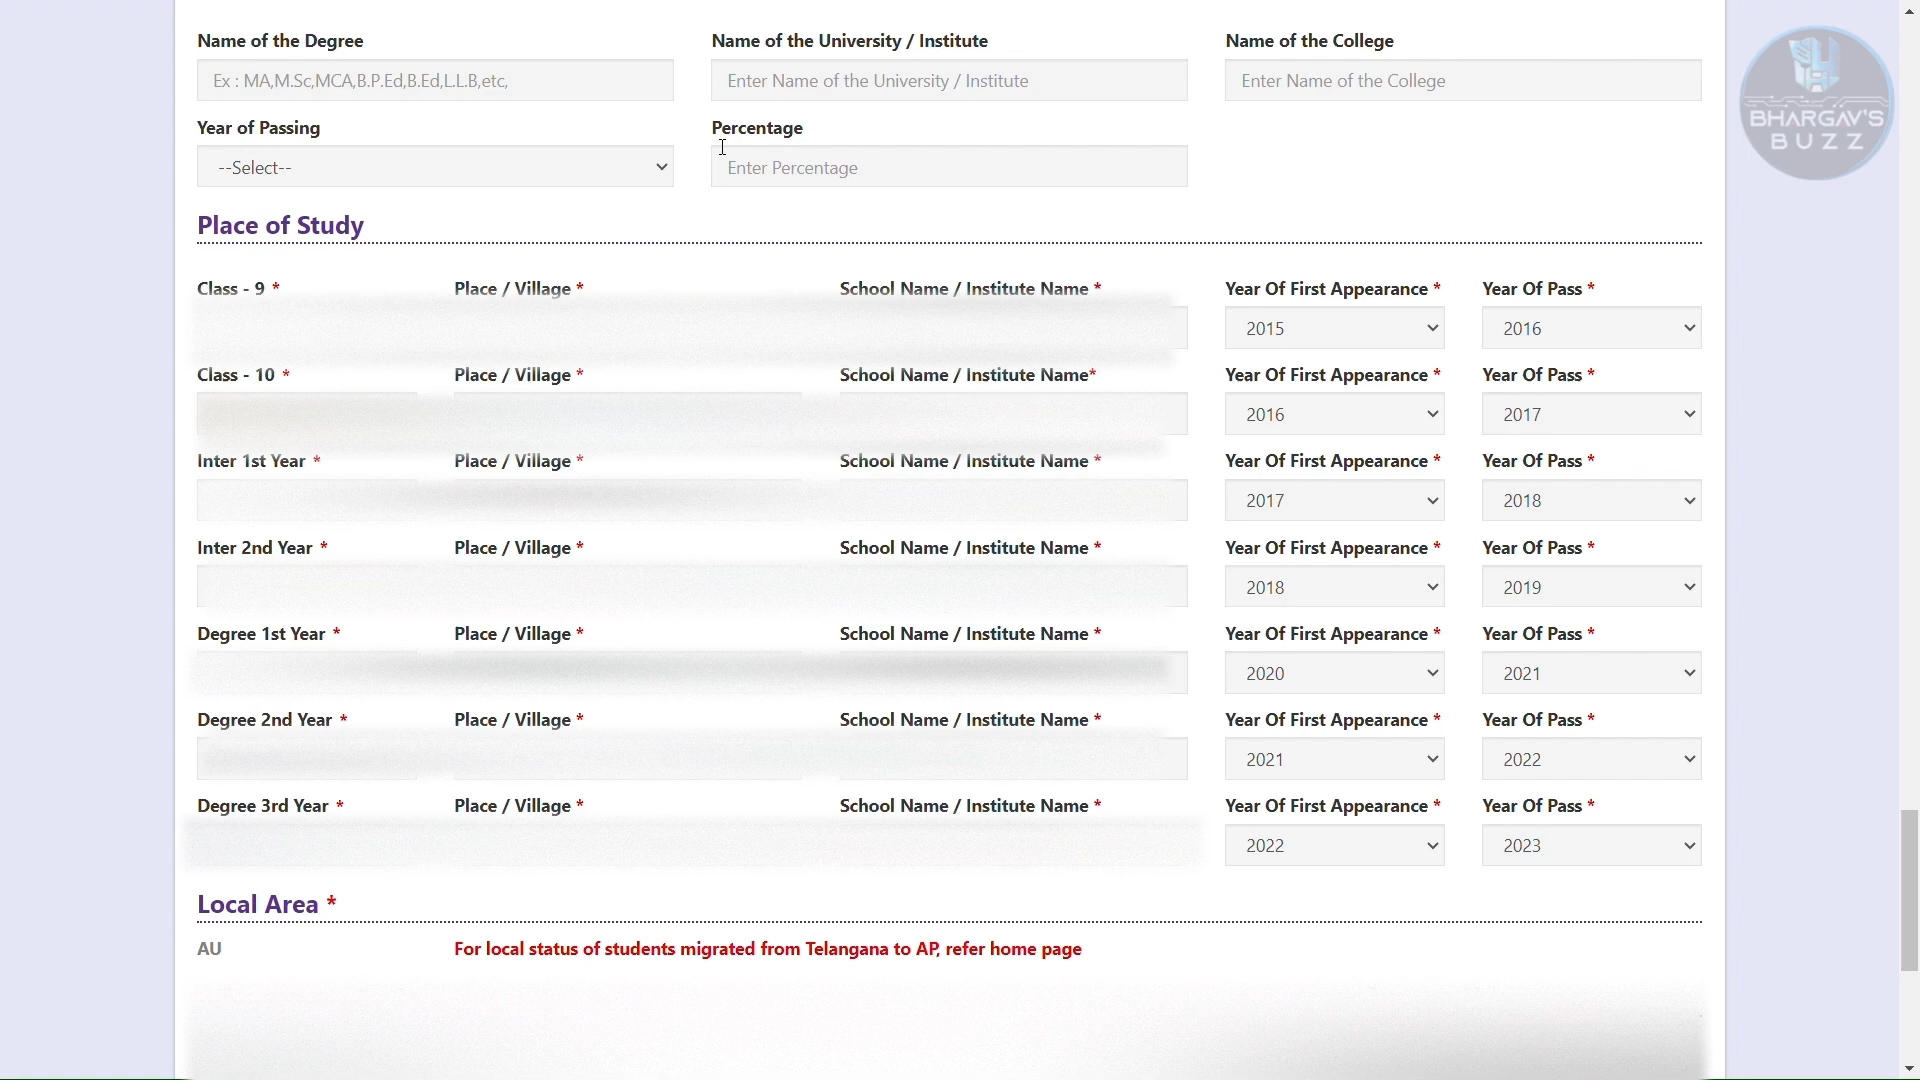 Name of the Degree Name of the University / Institute Name of the College
Ex : MA,M.Sc,MCA,B.P.Ed,B.Ed,L.L.B,etc, Enter Name of the University / Institute Enter Name of the College
BHARGAV'S
BUZZ
Year of Passing Percentage
--Select-- Enter Percentage
Place of Study
Class - 9 * Place / Village * School Name / Institute Name * Year Of First Appearance * Year Of Pass *
2015 2016
Class - 10 * Place / Village * School Name / Institute Name* Year Of First Appearance * Year Of Pass *
2016 2017
Inter 1st Year * Place / Village * School Name / Institute Name * Year Of First Appearance * Year Of Pass *
2017 2018
Inter 2nd Year * Place / Village * School Name / Institute Name * Year Of First Appearance * Year Of Pass *
2018 2019
Degree 1st Year * Place / Village * School Name / Institute Name * Year Of First Appearance * Year Of Pass *
2020 2021
Degree 2nd Year * Place / Village * School Name / Institute Name * Year Of First Appearance * Year Of Pass *
2021 2022
Degree 3rd Year * Place / Village * School Name / Institute Name * Year Of First Appearance * Year Of Pass *
2022 2023
Local Area *
AU For local status of students migrated from Telangana to AP, refer home page